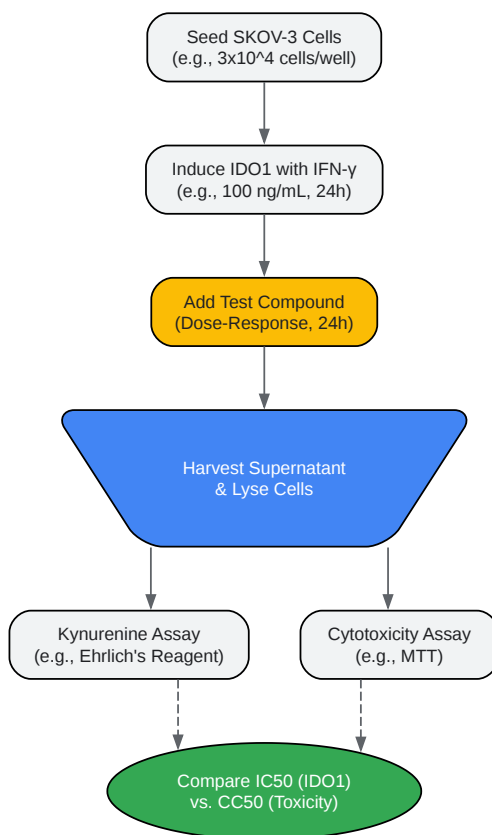 Seed SKOV-3 Cells
(e.g., 3x10^4 cells/well)
Induce IDO1 with IFN-γ
(e.g., 100 ng/mL, 24h)
Add Test Compound
(Dose-Response, 24h)
Harvest Supernatant
& Lyse Cells
Kynurenine Assay
(e.g., Ehrlich's Reagent)
Cytotoxicity Assay
(e.g., MTT)
Compare IC50 (IDO1)
vs. CC50 (Toxicity)